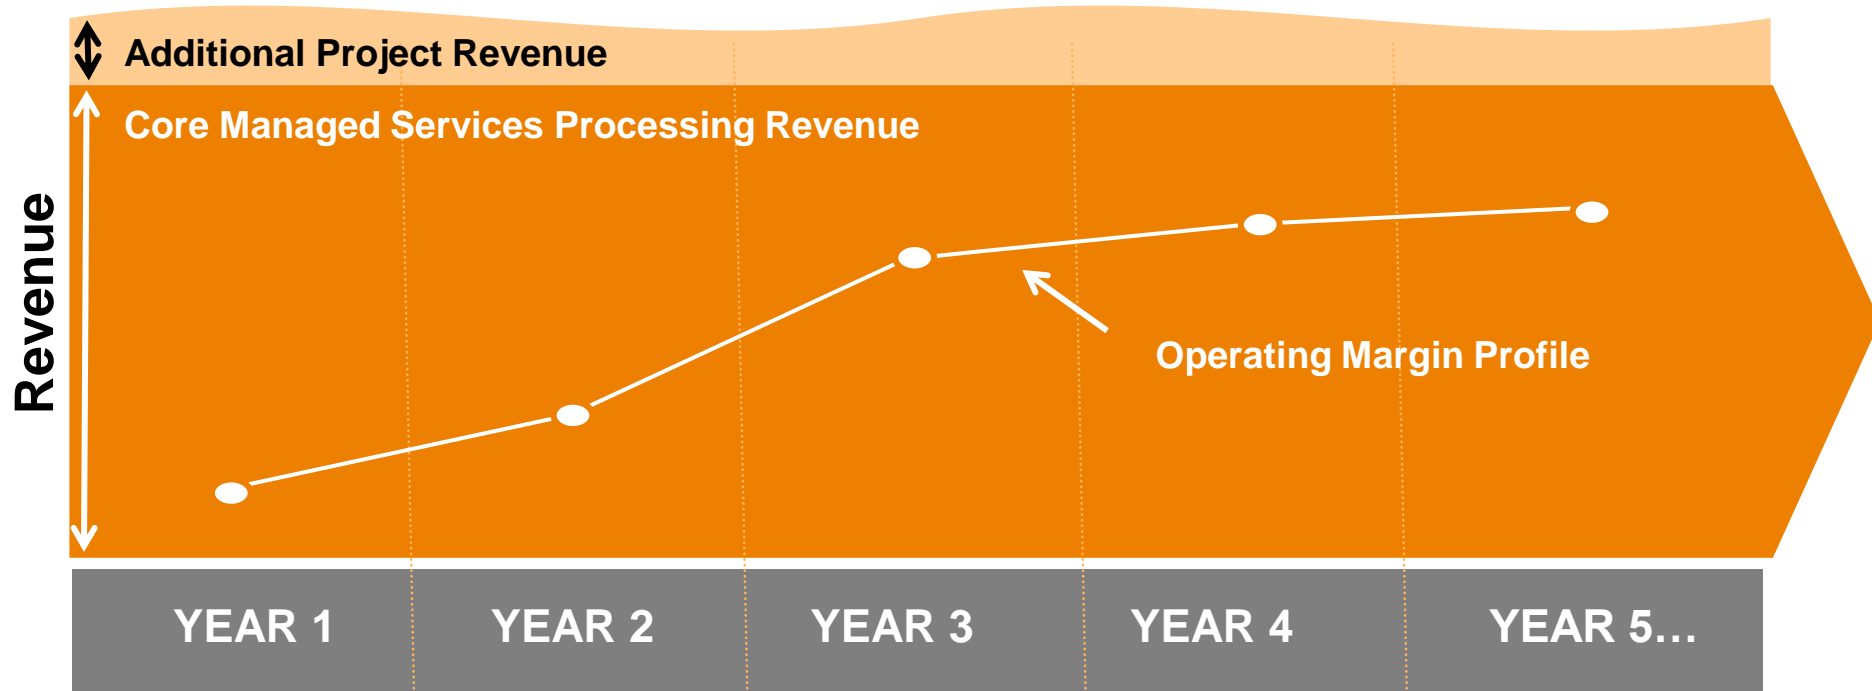 Additional Project Revenue
Core Managed Services Processing Revenue
Revenue
Operating Margin Profile
YEAR 1
YEAR 2
YEAR 3
YEAR 4
YEAR 5…